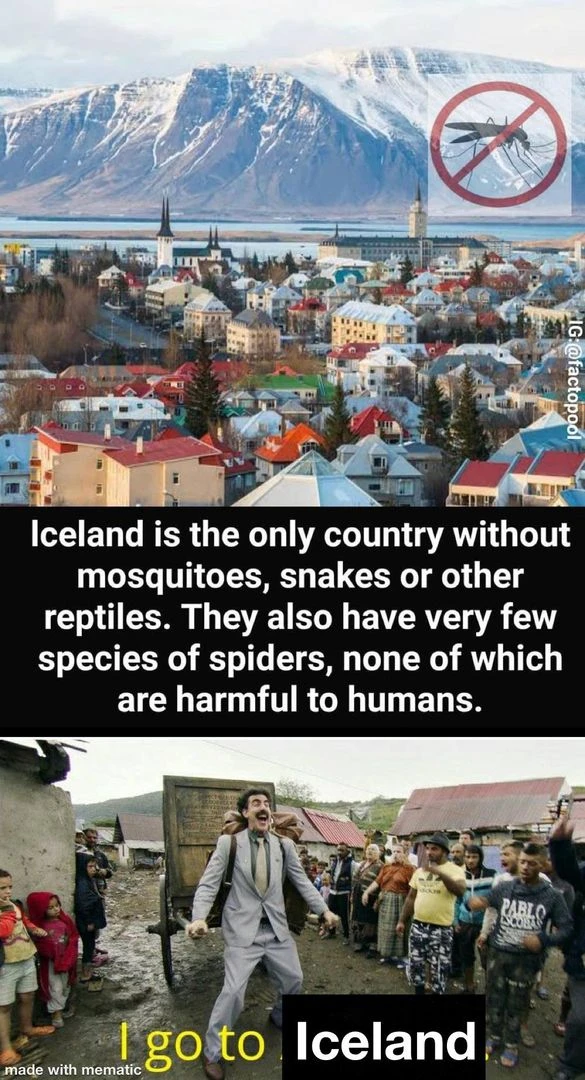 IG:@factopool
Iceland is the only country without
mosquitoes, snakes or other
reptiles. They also have very few
species of spiders, none of which
are harmful to humans.
PABLO
ESCOBAR
I go to Iceland
made with mematic